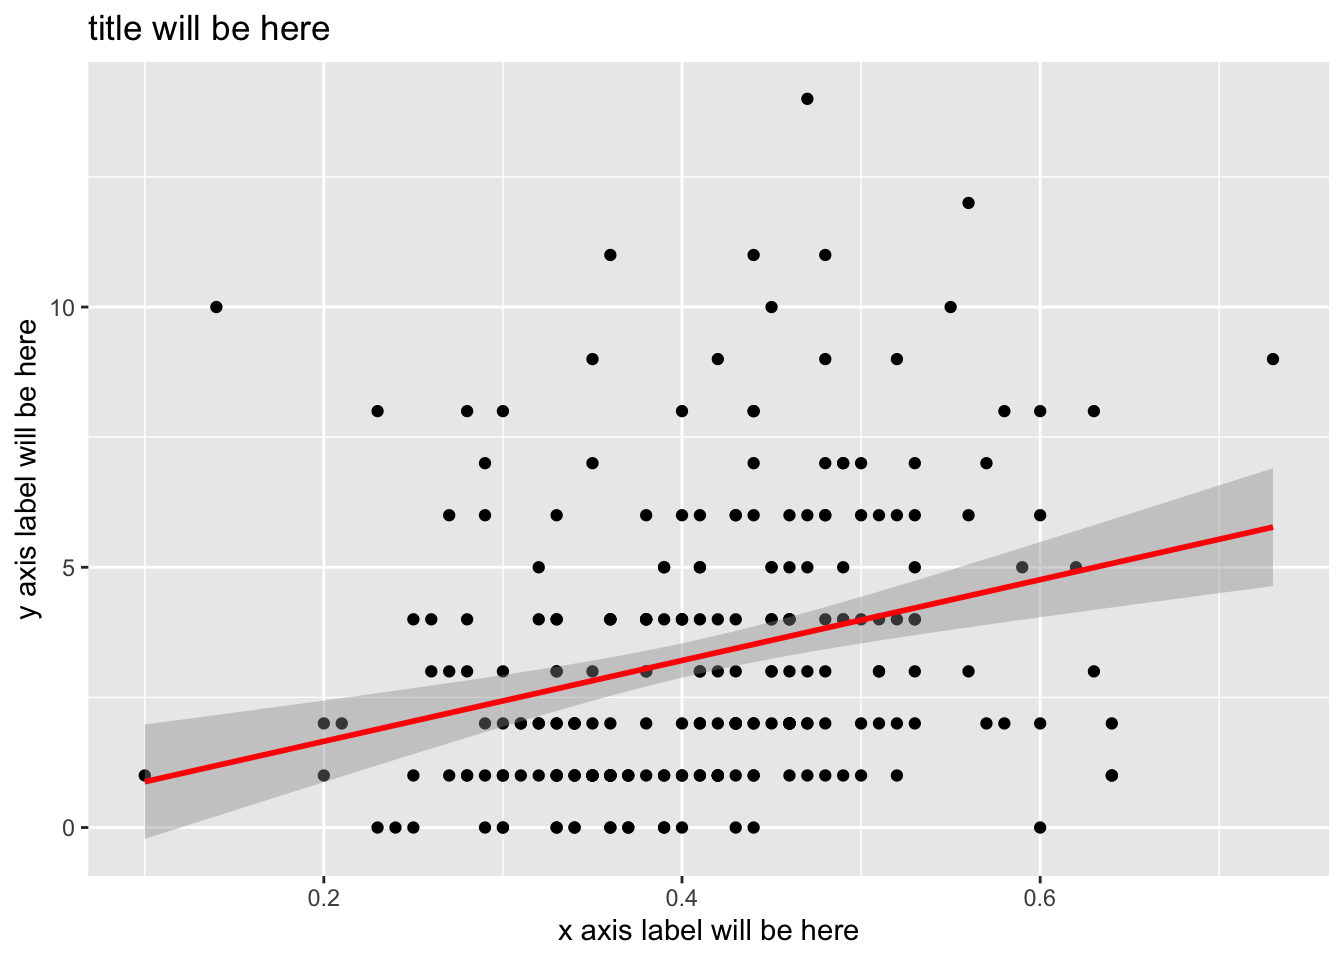 title will be here
y axis label will be here
10
5
0
0.2 0.4 0.6
x axis label will be here